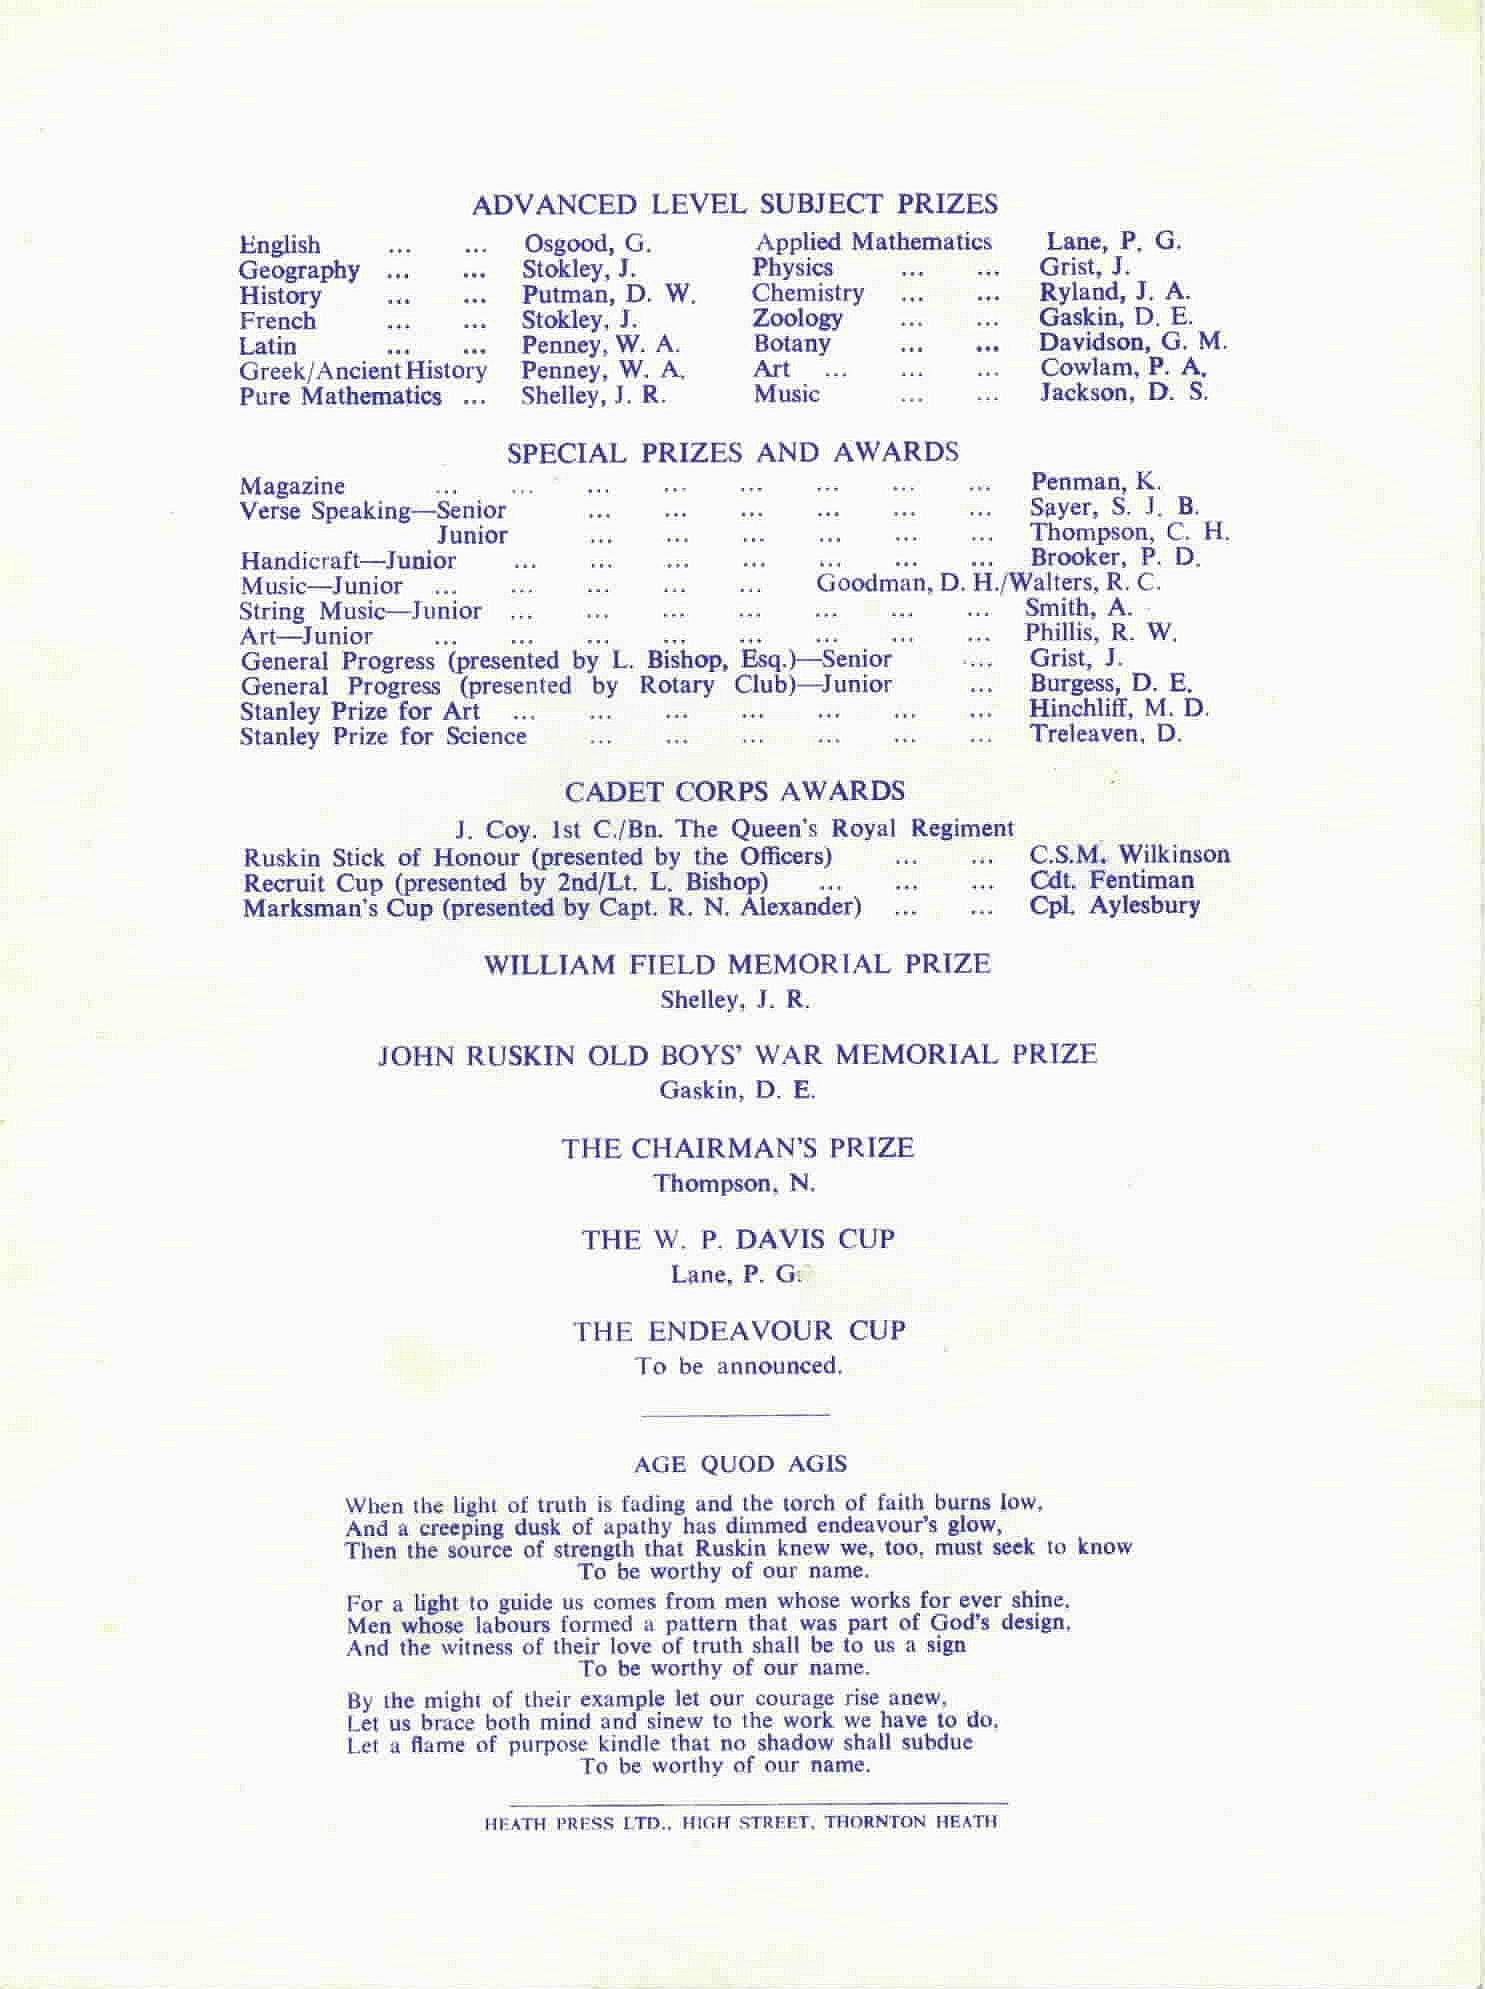 ADVANCED LEVEL SUBJECT PRIZES
English ... ... Osgood, G. Applied Mathematics Lane, P. G.
Geography ... ... Stokley, J. Physics ... ... Grist, J.
History ... ... Putman, D. W. Chemistry ... ... Ryland, J. A.
French ... ... Stokley, J. Zoology ... ... Gaskin, D. E.
Latin ... ... Penney, W. A. Botany ... ... Davidson, G. M.
Greek/Ancient History Penney, W. A. Art ... ... ... Cowlam, P. A.
Pure Mathematics ... Shelley, J. R. Music ... ... Jackson, D. S.
SPECIAL PRIZES AND AWARDS
Magazine ... ... ... ... ... ... ... ... Penman, K.
Verse Speaking—Senior ... ... ... ... ... ... Sayer, S. J. B.
Junior ... ... ... ... ... ... Thompson, C. H.
Handicraft—Junior ... ... ... ... ... ... ... Brooker, P. D.
Music—Junior ... ... ... ... ... Goodman, D. H./Walters, R. C.
String Music—Junior ... ... ... ... ... ... ... Smith, A.
Art—Junior ... ... ... ... ... ... ... ... Phillis, R. W.
General Progress (presented by L. Bishop, Esq.)—Senior .... Grist, J.
General Progress (presented by Rotary Club)—Junior ... Burgess, D. E.
Stanley Prize for Art ... ... ... ... ... ... ... Hinchliff, M. D.
Stanley Prize for Science ... ... ... ... ... ... Treleaven, D.
CADET CORPS AWARDS
J. Coy. 1st C./Bn. The Queen's Royal Regiment
Ruskin Stick of Honour (presented by the Officers) ... ... C.S.M. Wilkinson
Recruit Cup (presented by 2nd/Lt. L. Bishop) ... ... ... Cdt. Fentiman
Marksman's Cup (presented by Capt. R. N. Alexander) ... ... Cpl. Aylesbury
WILLIAM FIELD MEMORIAL PRIZE
Shelley, J. R.
JOHN RUSKIN OLD BOYS' WAR MEMORIAL PRIZE
Gaskin, D. E.
THE CHAIRMAN'S PRIZE
Thompson, N.
THE W. P. DAVIS CUP
Lane, P. G.
THE ENDEAVOUR CUP
To be announced.
AGE QUOD AGIS
When the light of truth is fading and the torch of faith burns low,
And a creeping dusk of apathy has dimmed endeavour's glow,
Then the source of strength that Ruskin knew we, too, must seek to know
To be worthy of our name.
For a light to guide us comes from men whose works for ever shine,
Men whose labours formed a pattern that was part of God's design,
And the witness of their love of truth shall be to us a sign
To be worthy of our name.
By the might of their example let our courage rise anew,
Let us brace both mind and sinew to the work we have to do,
Let a flame of purpose kindle that no shadow shall subdue
To be worthy of our name.
HEATH PRESS LTD., HIGH STREET, THORNTON HEATH